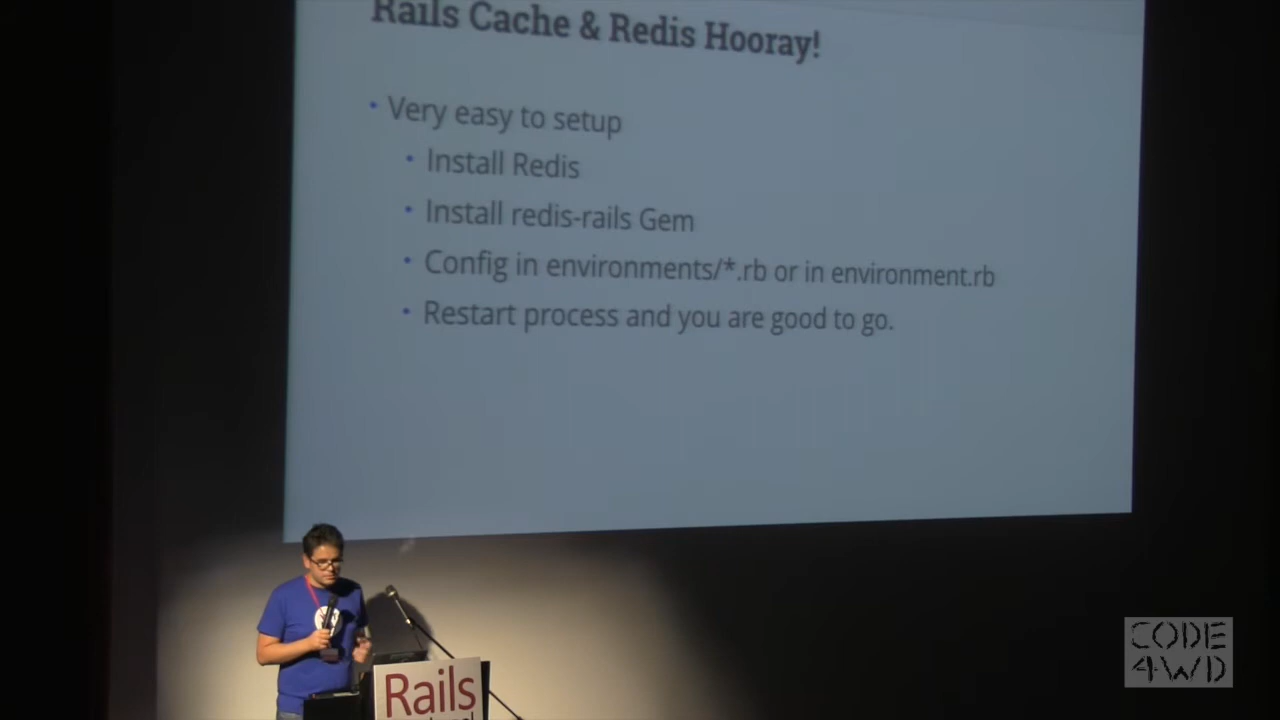 Rails Cache & Redis Hooray!
• Very easy to setup
• Install Redis
• Install redis-rails Gem
• Config in environments/*.rb or in environment.rb
• Restart process and you are good to go.
Rails
CODE
4WD